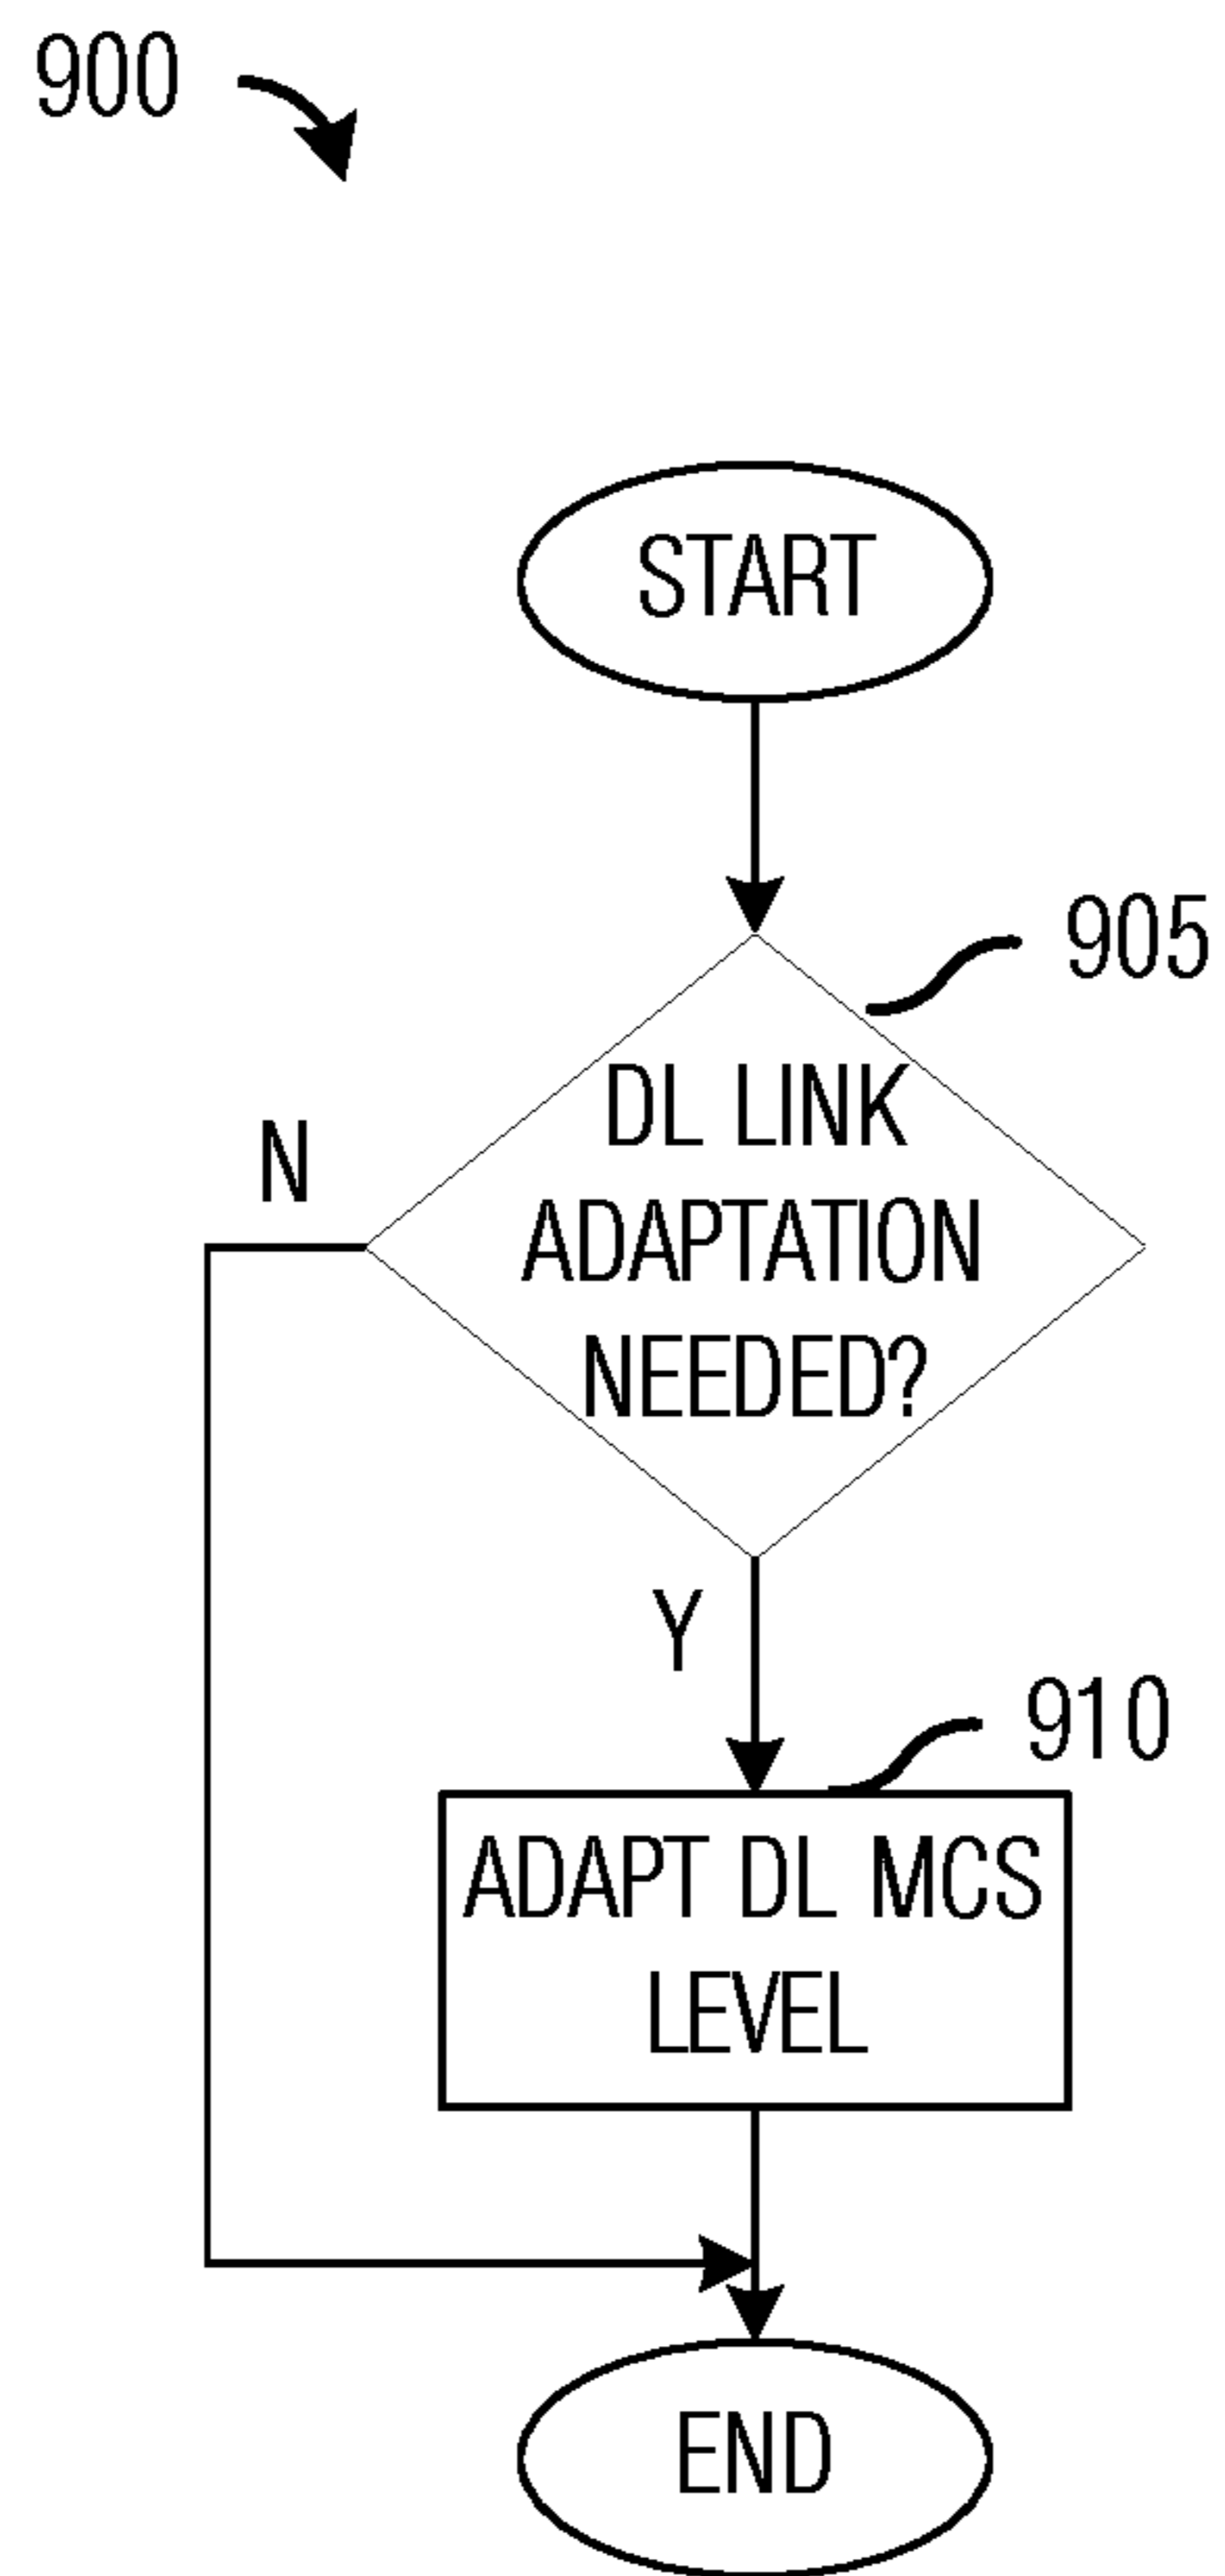 900
START
905
DL LINK
ADAPTATION
NEEDED?
N
Y
910
ADAPT DL MCS
LEVEL
END